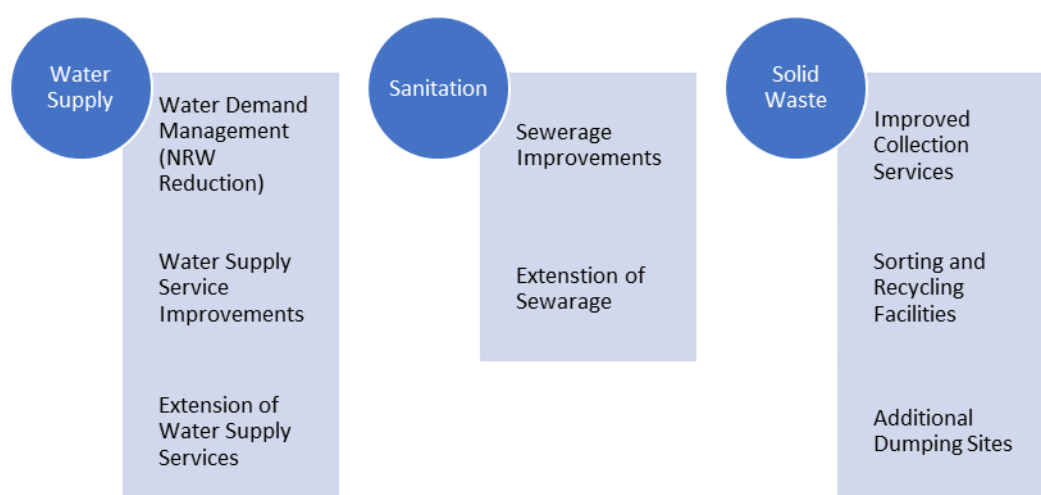 Water
Supply
Water Demand
Management
(NRW
Reduction)
Water Supply
Service
Improvements
Extension of
Water Supply
Services
Sanitation
Sewerage
Improvements
Extenstion of
Sewarage
Solid
Waste
Improved
Collection
Services
Sorting and
Recycling
Facilities
Additional
Dumping Sites